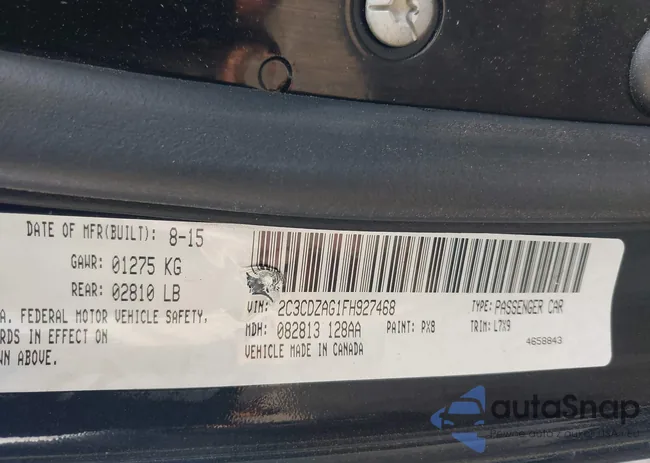 DATE OF MFR(BUILT): 8-15
GAWR: 01275 KG
REAR: 02810 LB
A. FEDERAL MOTOR VEHICLE SAFETY,
RDS IN EFFECT ON
WN ABOVE.
VIN: 2C3CDZAG1FH927468
TYPE: PASSENGER CAR
MDH: 082813 128AA
PAINT: PX8
TRIM: L7X9
VEHICLE MADE IN CANADA
4658843
autaSnap